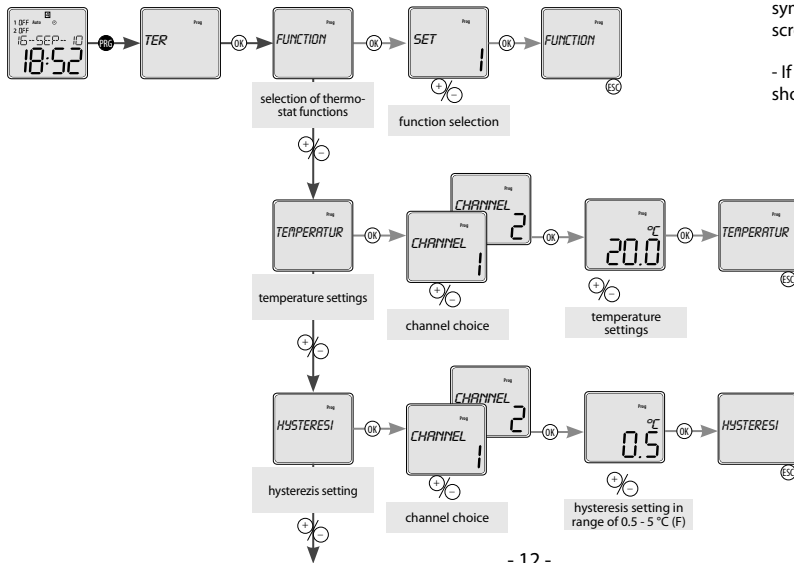 1 OFF Auto
2 OFF
16-SEP-10
18:52
PRG
Prog
TER
OK
Prog
FUNCTION
OK
Prog
SET
1
OK
Prog
FUNCTION
ESC
+/-
selection of thermo-
stat functions
function selection
+/-
Prog
TEMPERATUR
OK
Prog
CHANNEL
2
Prog
CHANNEL
1
OK
Prog
°C
20.0
OK
Prog
TEMPERATUR
ESC
+/-
+/-
temperature settings
channel choice
temperature
settings
+/-
Prog
HYSTERESI
OK
Prog
CHANNEL
2
Prog
CHANNEL
1
OK
Prog
°C
0.5
OK
Prog
HYSTERESI
ESC
+/-
+/-
hysterezis setting
channel choice
hysteresis setting in
range of 0.5 - 5 °C (F)
+/-
- 12 -
syn
scr
- If
sho